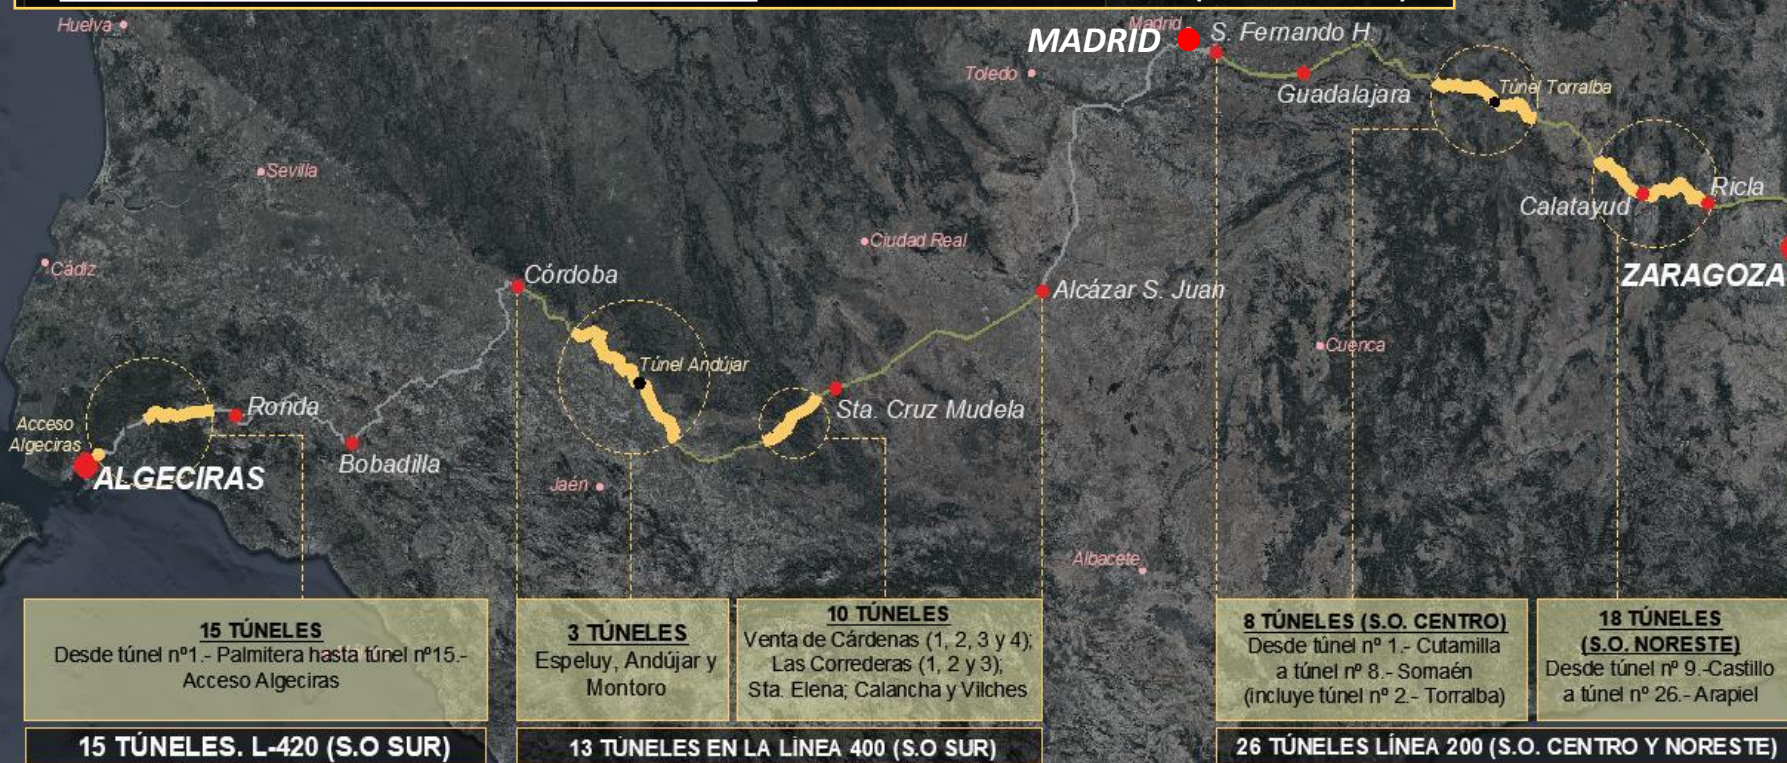 Huelva
Madrid
MADRID
S. Fernando H.
Toledo
Guadalajara
Túnel Torralba
Sevilla
Ricla
Calatayud
Ciudad Real
Cádiz
Córdoba
ZARAGOZA
Alcázar S. Juan
Cuenca
Túnel Andújar
Ronda
Sta. Cruz Mudela
Acceso
Algeciras
Bobadilla
ALGECIRAS
Jaén
Albacete
15 TÚNELES
Desde túnel nº1.- Palmitera hasta túnel nº15.-
Acceso Algeciras
3 TÚNELES
Espeluy, Andújar y
Montoro
10 TÚNELES
Venta de Cárdenas (1, 2, 3 y 4);
Las Correderas (1, 2 y 3);
Sta. Elena; Calancha y Vilches
8 TÚNELES (S.O. CENTRO)
Desde túnel nº 1.- Cutamilla
a túnel nº 8.- Somaén
(incluye túnel nº 2.- Torralba)
18 TÚNELES
(S.O. NORESTE)
Desde túnel nº 9.-Castillo
a túnel nº 26.- Arapiel
15 TÚNELES. L-420 (S.O SUR)
13 TÚNELES EN LA LÍNEA 400 (S.O SUR)
26 TÚNELES LÍNEA 200 (S.O. CENTRO Y NORESTE)